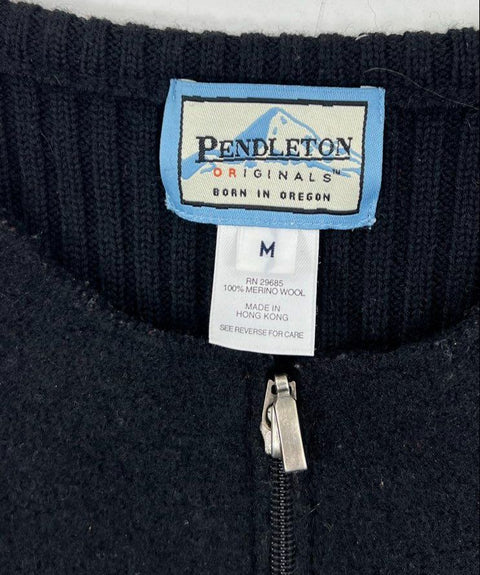 PENDLETON
ORIGINALS™
BORN IN OREGON
M
RN 29685
100% MERINO WOOL
MADE IN
HONG KONG
SEE REVERSE FOR CARE